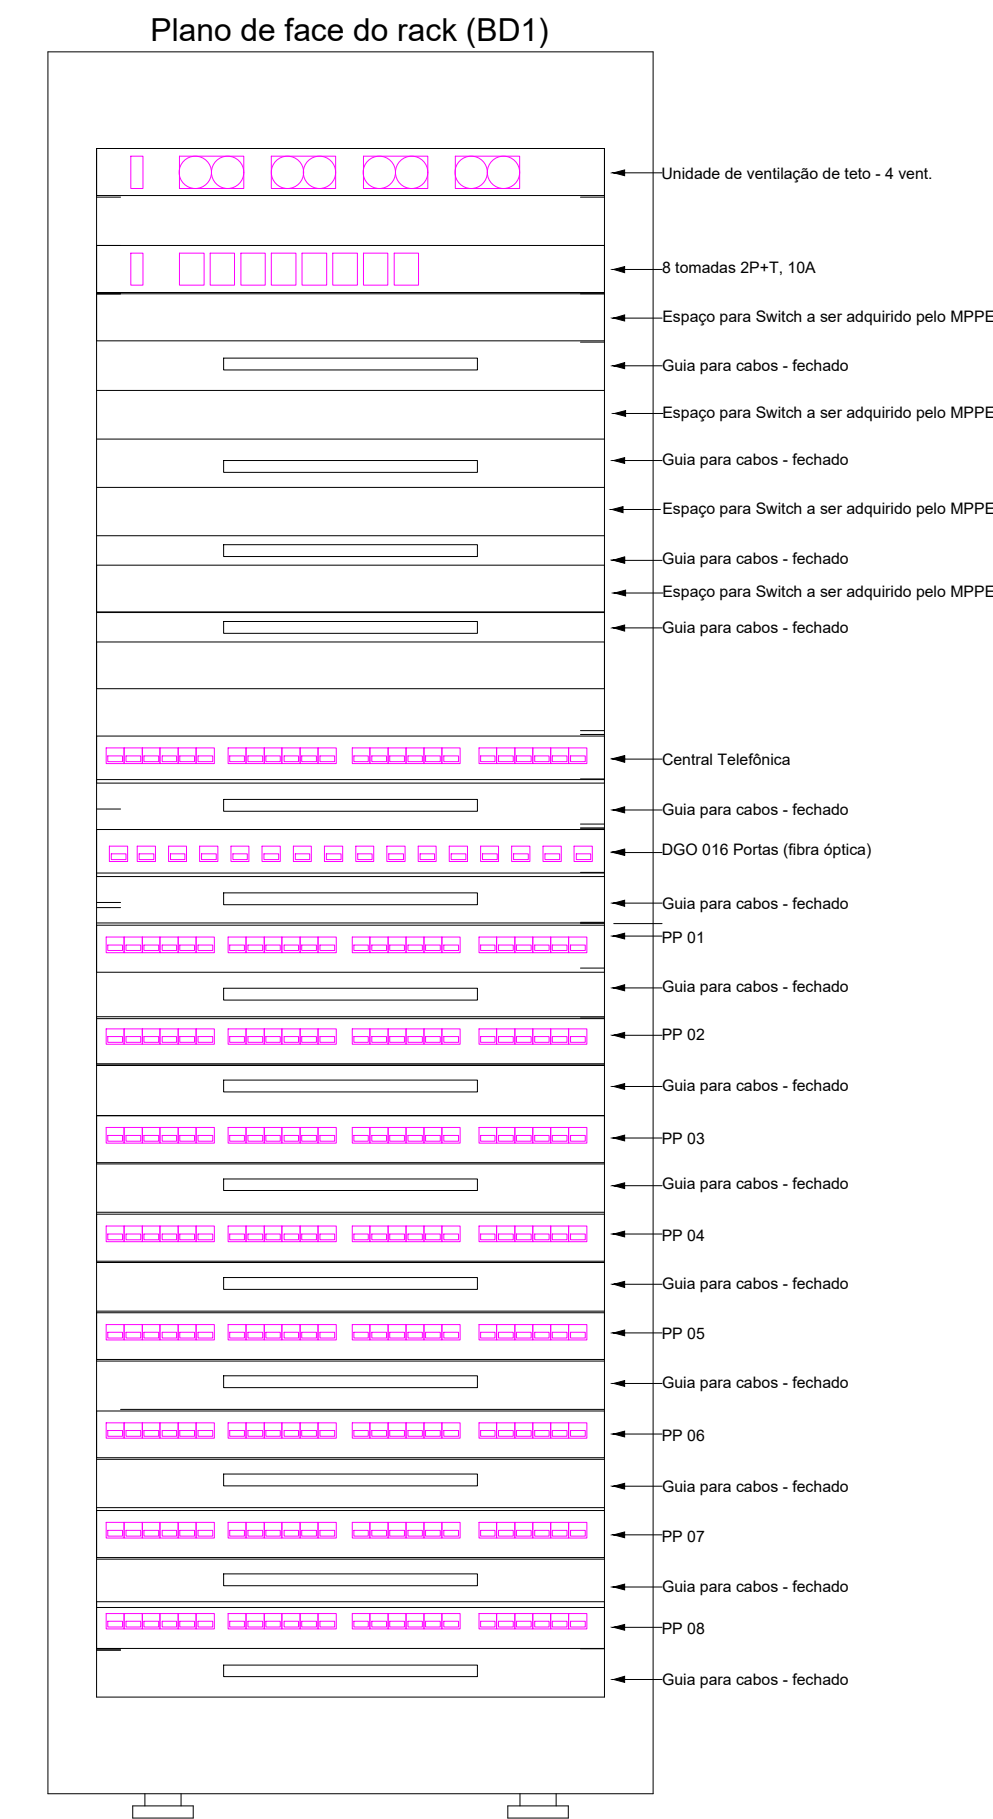 Plano de face do rack (BD1)
Unidade de ventilação de teto - 4 vent.
8 tomadas 2P+T, 10A
Espaço para Switch a ser adquirido pelo MPPE
Guia para cabos - fechado
Espaço para Switch a ser adquirido pelo MPPE
Guia para cabos - fechado
Espaço para Switch a ser adquirido pelo MPPE
Guia para cabos - fechado
Espaço para Switch a ser adquirido pelo MPPE
Guia para cabos - fechado
Central Telefônica
Guia para cabos - fechado
DGO 016 Portas (fibra óptica)
Guia para cabos - fechado
PP 01
Guia para cabos - fechado
PP 02
Guia para cabos - fechado
PP 03
Guia para cabos - fechado
PP 04
Guia para cabos - fechado
PP 05
Guia para cabos - fechado
PP 06
Guia para cabos - fechado
PP 07
Guia para cabos - fechado
PP 08
Guia para cabos - fechado